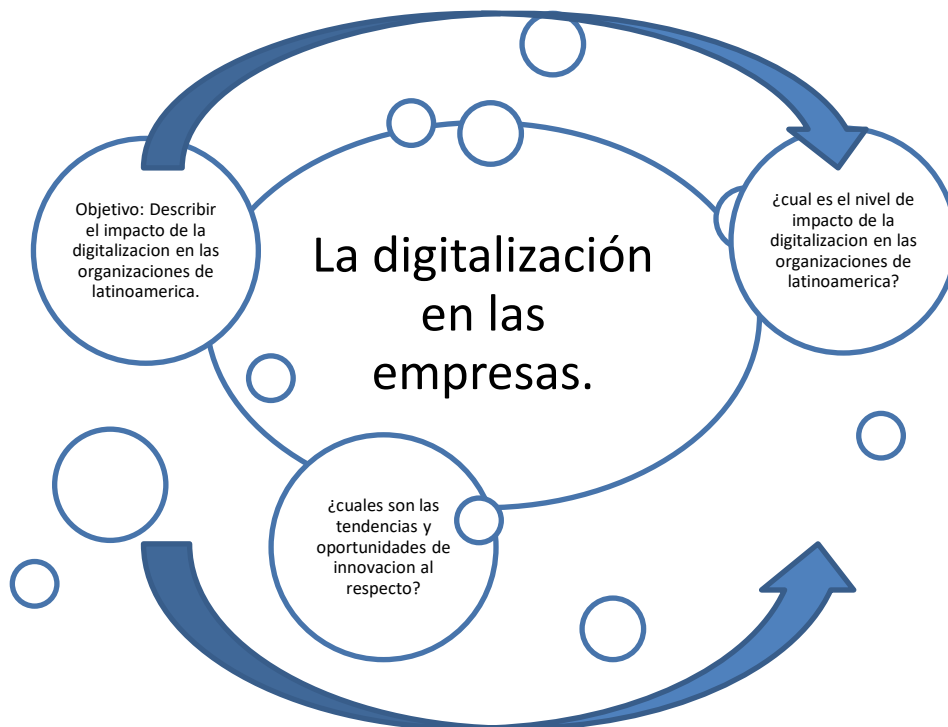 Objetivo: Describir
el impacto de la
digitalizacion en las
organizaciones de
latinoamerica.
La digitalización
en las
empresas.
¿cual es el nivel de
impacto de la
digitalizacion en las
organizaciones de
latinoamerica?
¿cuales son las
tendencias y
oportunidades de
innovacion al
respecto?